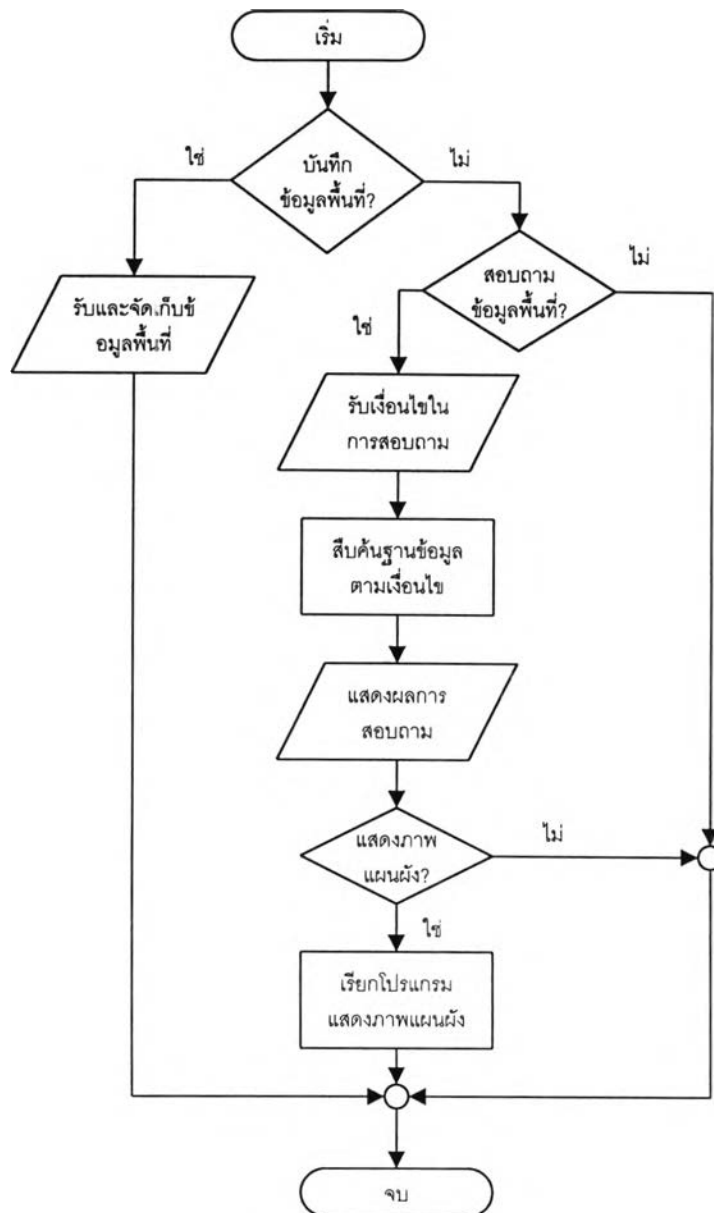 เริ่ม
ใช่
บันทึก
ข้อมูลพื้นที่?
ไม่
สอบถาม
ข้อมูลพื้นที่?
ไม่
ใช่
รับและจัดเก็บข้
อมูลพื้นที่
รับเงื่อนไขใน
การสอบถาม
สืบค้นฐานข้อมูล
ตามเงื่อนไข
แสดงผลการ
สอบถาม
แสดงภาพ
แผนผัง?
ไม่
ใช่
เรียกโปรแกรม
แสดงภาพแผนผัง
จบ